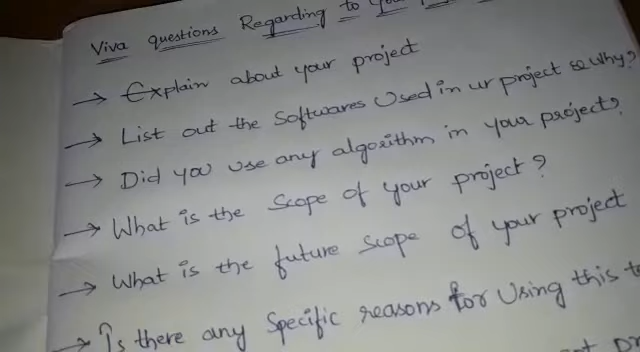 Viva questions Regarding to your
→ Explain about your project
→ List out the Softwares Used in ur project & why?
→ Did you use any algorithm in your project?
→ What is the scope of your project?
→ What is the future scope of your project
→ Is there any Specific reasons for Using this